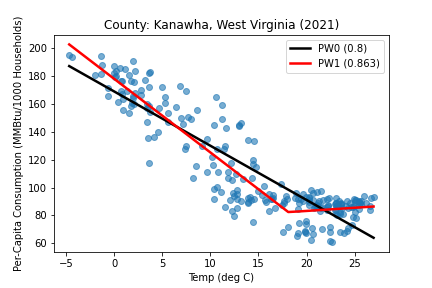 County: Kanawha, West Virginia (2021)
Per-Capita Consumption (MMBtu/1000 Households)
200
180
160
140
120
100
80
60
PW0 (0.8)
PW1 (0.863)
−5 0 5 10 15 20 25
Temp (deg C)